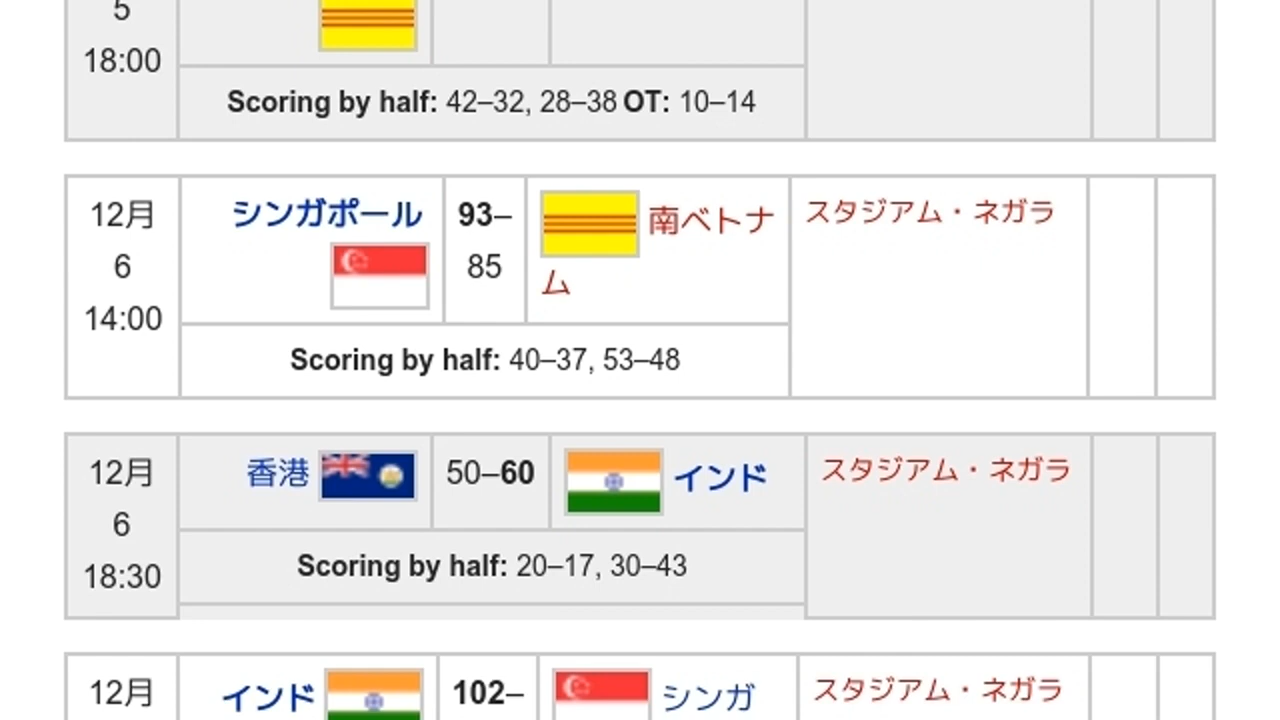 5
18:00
Scoring by half: 42–32, 28–38 OT: 10–14
12月
6
14:00
シンガポール
93–
85
南ベトナ
ム
スタジアム・ネガラ
Scoring by half: 40–37, 53–48
12月
6
18:30
香港
50–60
インド
スタジアム・ネガラ
Scoring by half: 20–17, 30–43
12月
インド
102–
シンガ
スタジアム・ネガラ